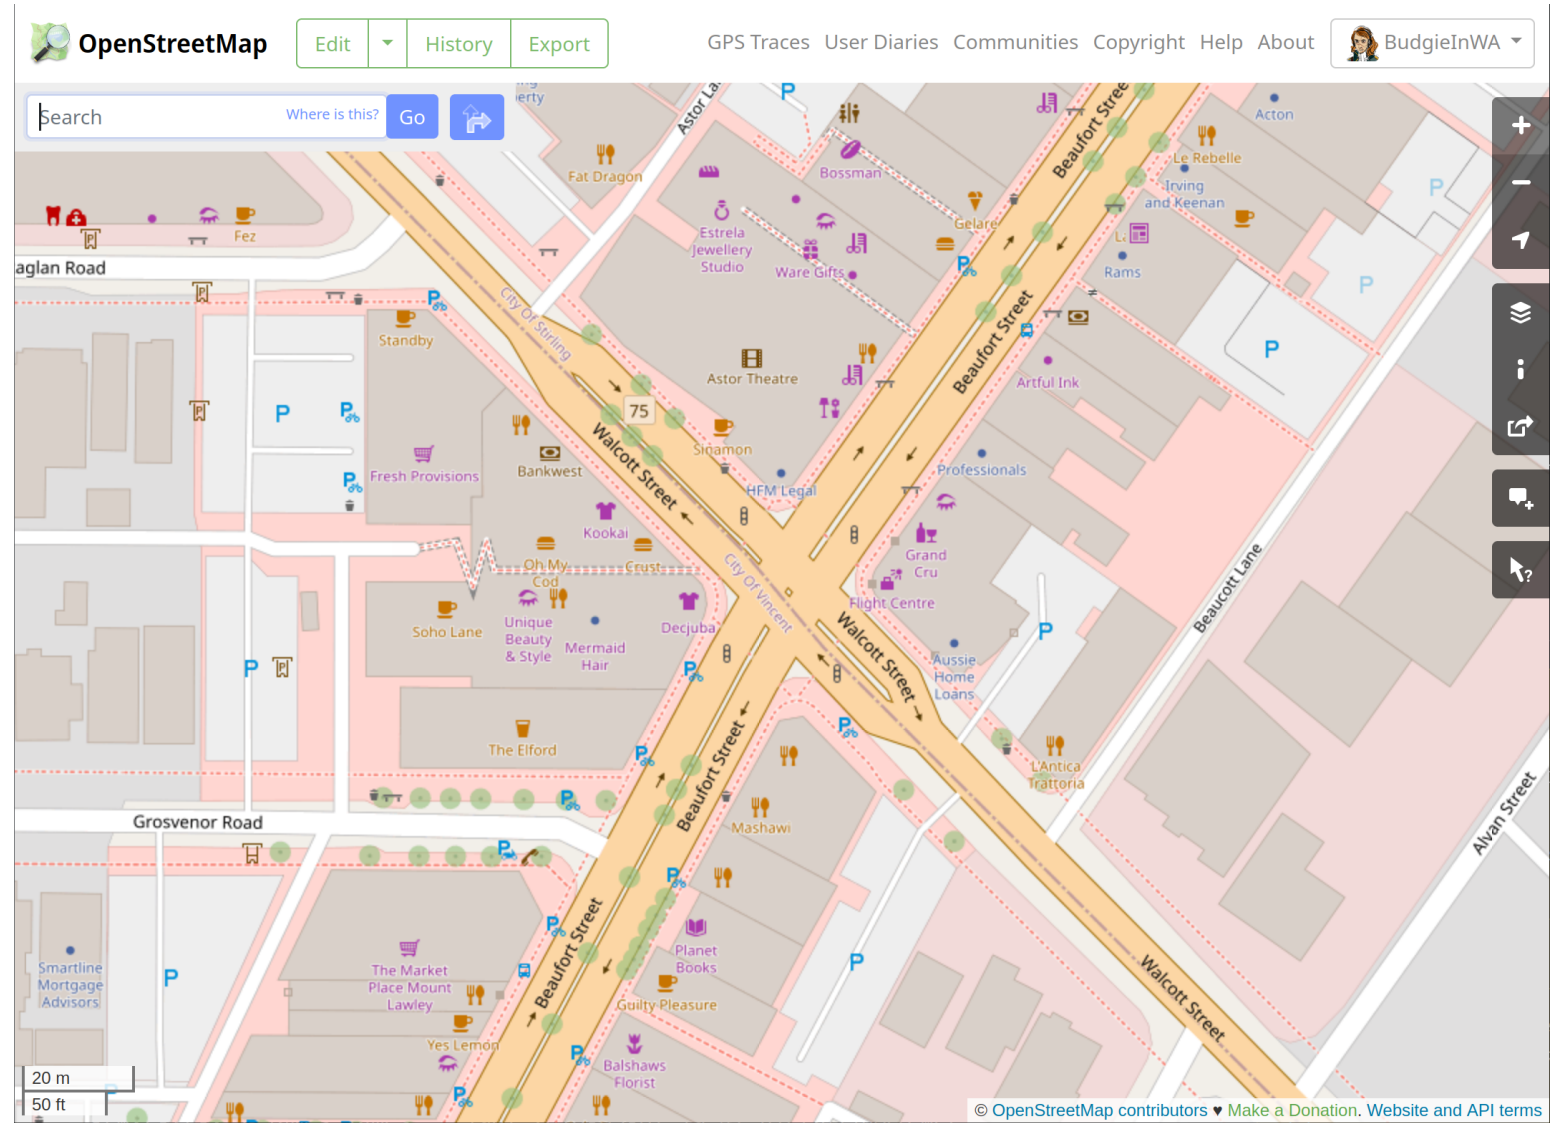 OpenStreetMap
Edit
History
Export
GPS Traces
User Diaries
Communities
Copyright
Help
About
BudgieInWA
Search
Where is this?
Go
erty
Astor La
P
Beaufort Stree
Acton
Fat Dragon
Bossman
Le Rebelle
Irving
and Keenan
P
Fez
Estrela
Jewellery
Studio
Gelare
Ware Gifts
Rams
aglan Road
P
P
City Of Stirling
Standby
Beaufort Street
P
Astor Theatre
Artful Ink
P
P
75
Walcott Street
Sinamon
Fresh Provisions
Bankwest
HFM Legal
Professionals
P
Kookai
Grand
Cru
Oh My
Cod
Crust
City Of Vincent
Flight Centre
Beaucott Lane
Soho Lane
Unique
Beauty
& Style
Mermaid
Hair
Decjuba
Walcott Street
P
Aussie
Home
Loans
P
P
P
The Elford
P
Beaufort Street
L'Antica
Trattoria
Mashawi
Grosvenor Road
P
P
Alvan Street
P
Beaufort Street
P
Planet
Books
P
Smartline
Mortgage
Advisors
P
The Market
Place Mount
Lawley
Guilty Pleasure
Walcott Street
Yes Lemon
P
Balshaws
Florist
P
20 m
50 ft
© OpenStreetMap contributors ♥ Make a Donation. Website and API terms